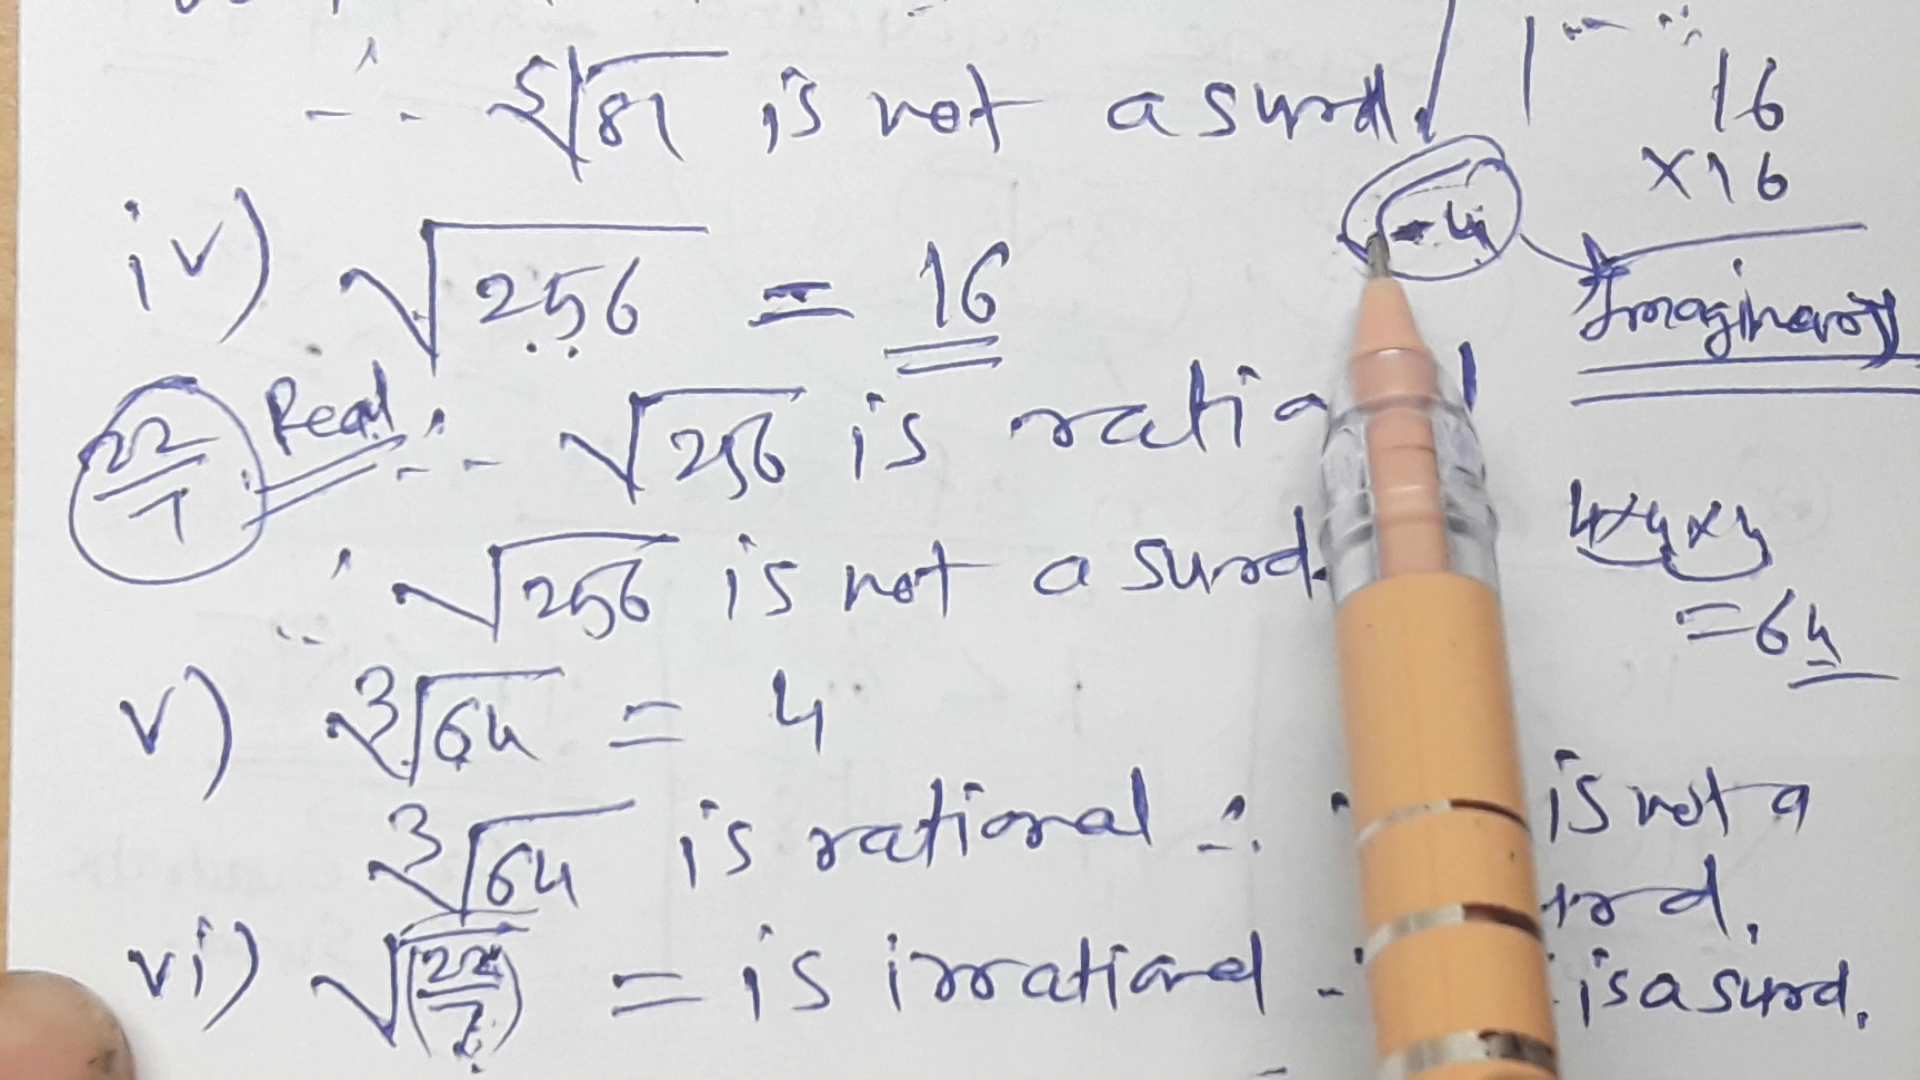 ∴ ⁵√81 is not a surd.
16
×16
iv) √256 = 16
√-4
Imaginary
22/7 Real ∴ √256 is ratio
∴ √256 is not a surd.
4×4×4
=64
v) ³√64 = 4
³√64 is rational ∴ is not a
vi) √(22/7) = is irrational is a surd.